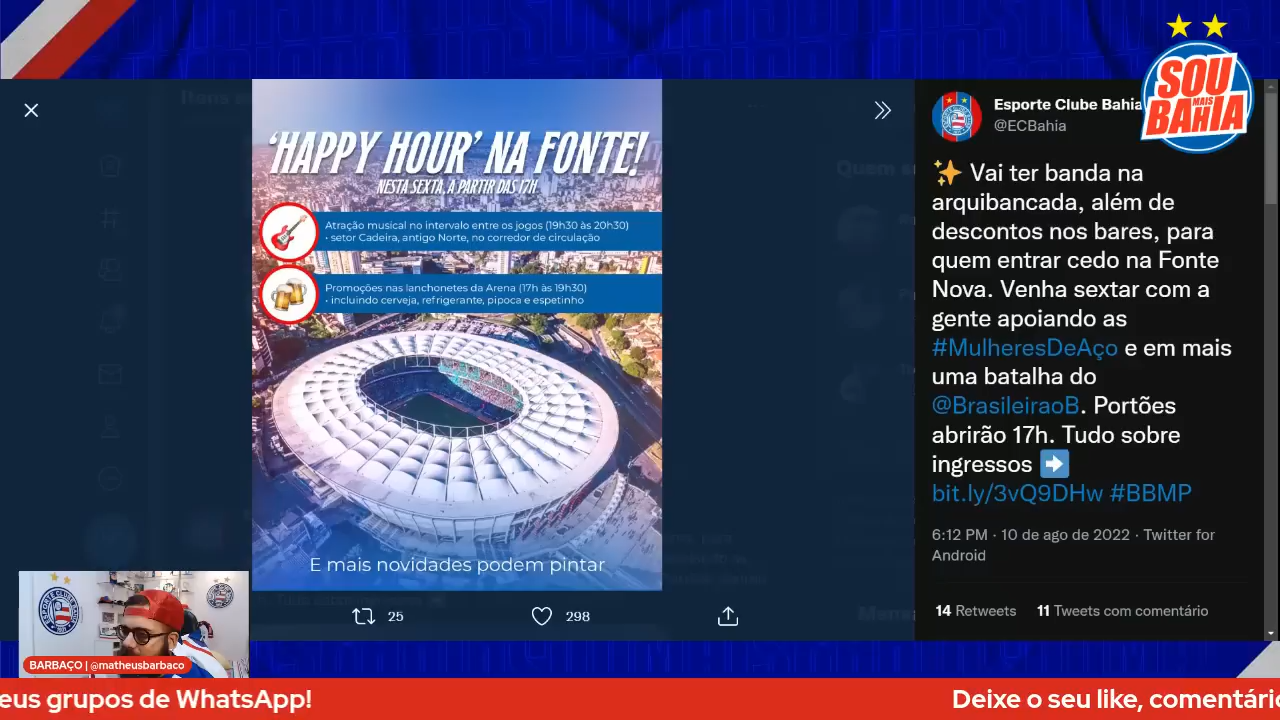 SOU
MAIS
BAHIA
‘HAPPY HOUR’ NA FONTE!
NESTA SEXTA, A PARTIR DAS 17H
Atração musical no intervalo entre os jogos (19h30 às 20h30)
• setor Cadeira, antigo Norte, no corredor de circulação
Promoções nas lanchonetes da Arena (17h às 19h30)
• incluindo cerveja, refrigerante, pipoca e espetinho
E mais novidades podem pintar
25
298
Esporte Clube Bahia
@ECBahia
✨ Vai ter banda na
arquibancada, além de
descontos nos bares, para
quem entrar cedo na Fonte
Nova. Venha sextar com a
gente apoiando as
#MulheresDeAço e em mais
uma batalha do
@BrasileiraoB. Portões
abrirão 17h. Tudo sobre
ingressos ➡️
bit.ly/3vQ9DHw #BBMP
6:12 PM · 10 de ago de 2022 · Twitter for
Android
14 Retweets 11 Tweets com comentário
BARBAÇO | @matheusbarbaco
eus grupos de WhatsApp!
Deixe o seu like, comentário